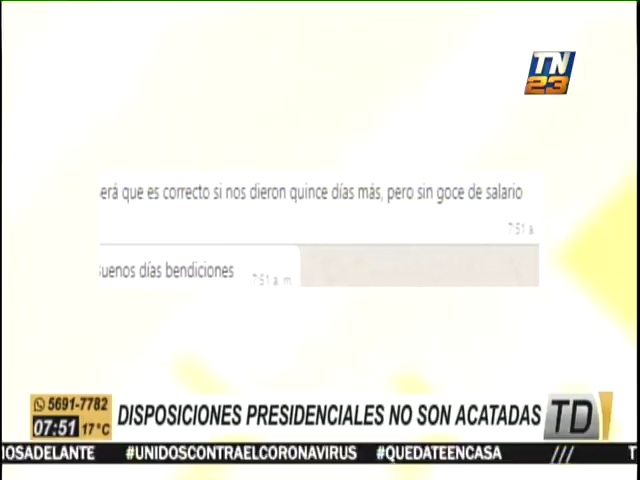 TN
23
erá que es correcto si nos dieron quince días más, pero sin goce de salario
7:51 a.
uenos días bendiciones
7:51 a. m.
5691-7782
07:51 17°C
DISPOSICIONES PRESIDENCIALES NO SON ACATADAS
TD
IOSADELANTE #UNIDOSCONTRAELCORONAVIRUS #QUEDATEENCASA /// T